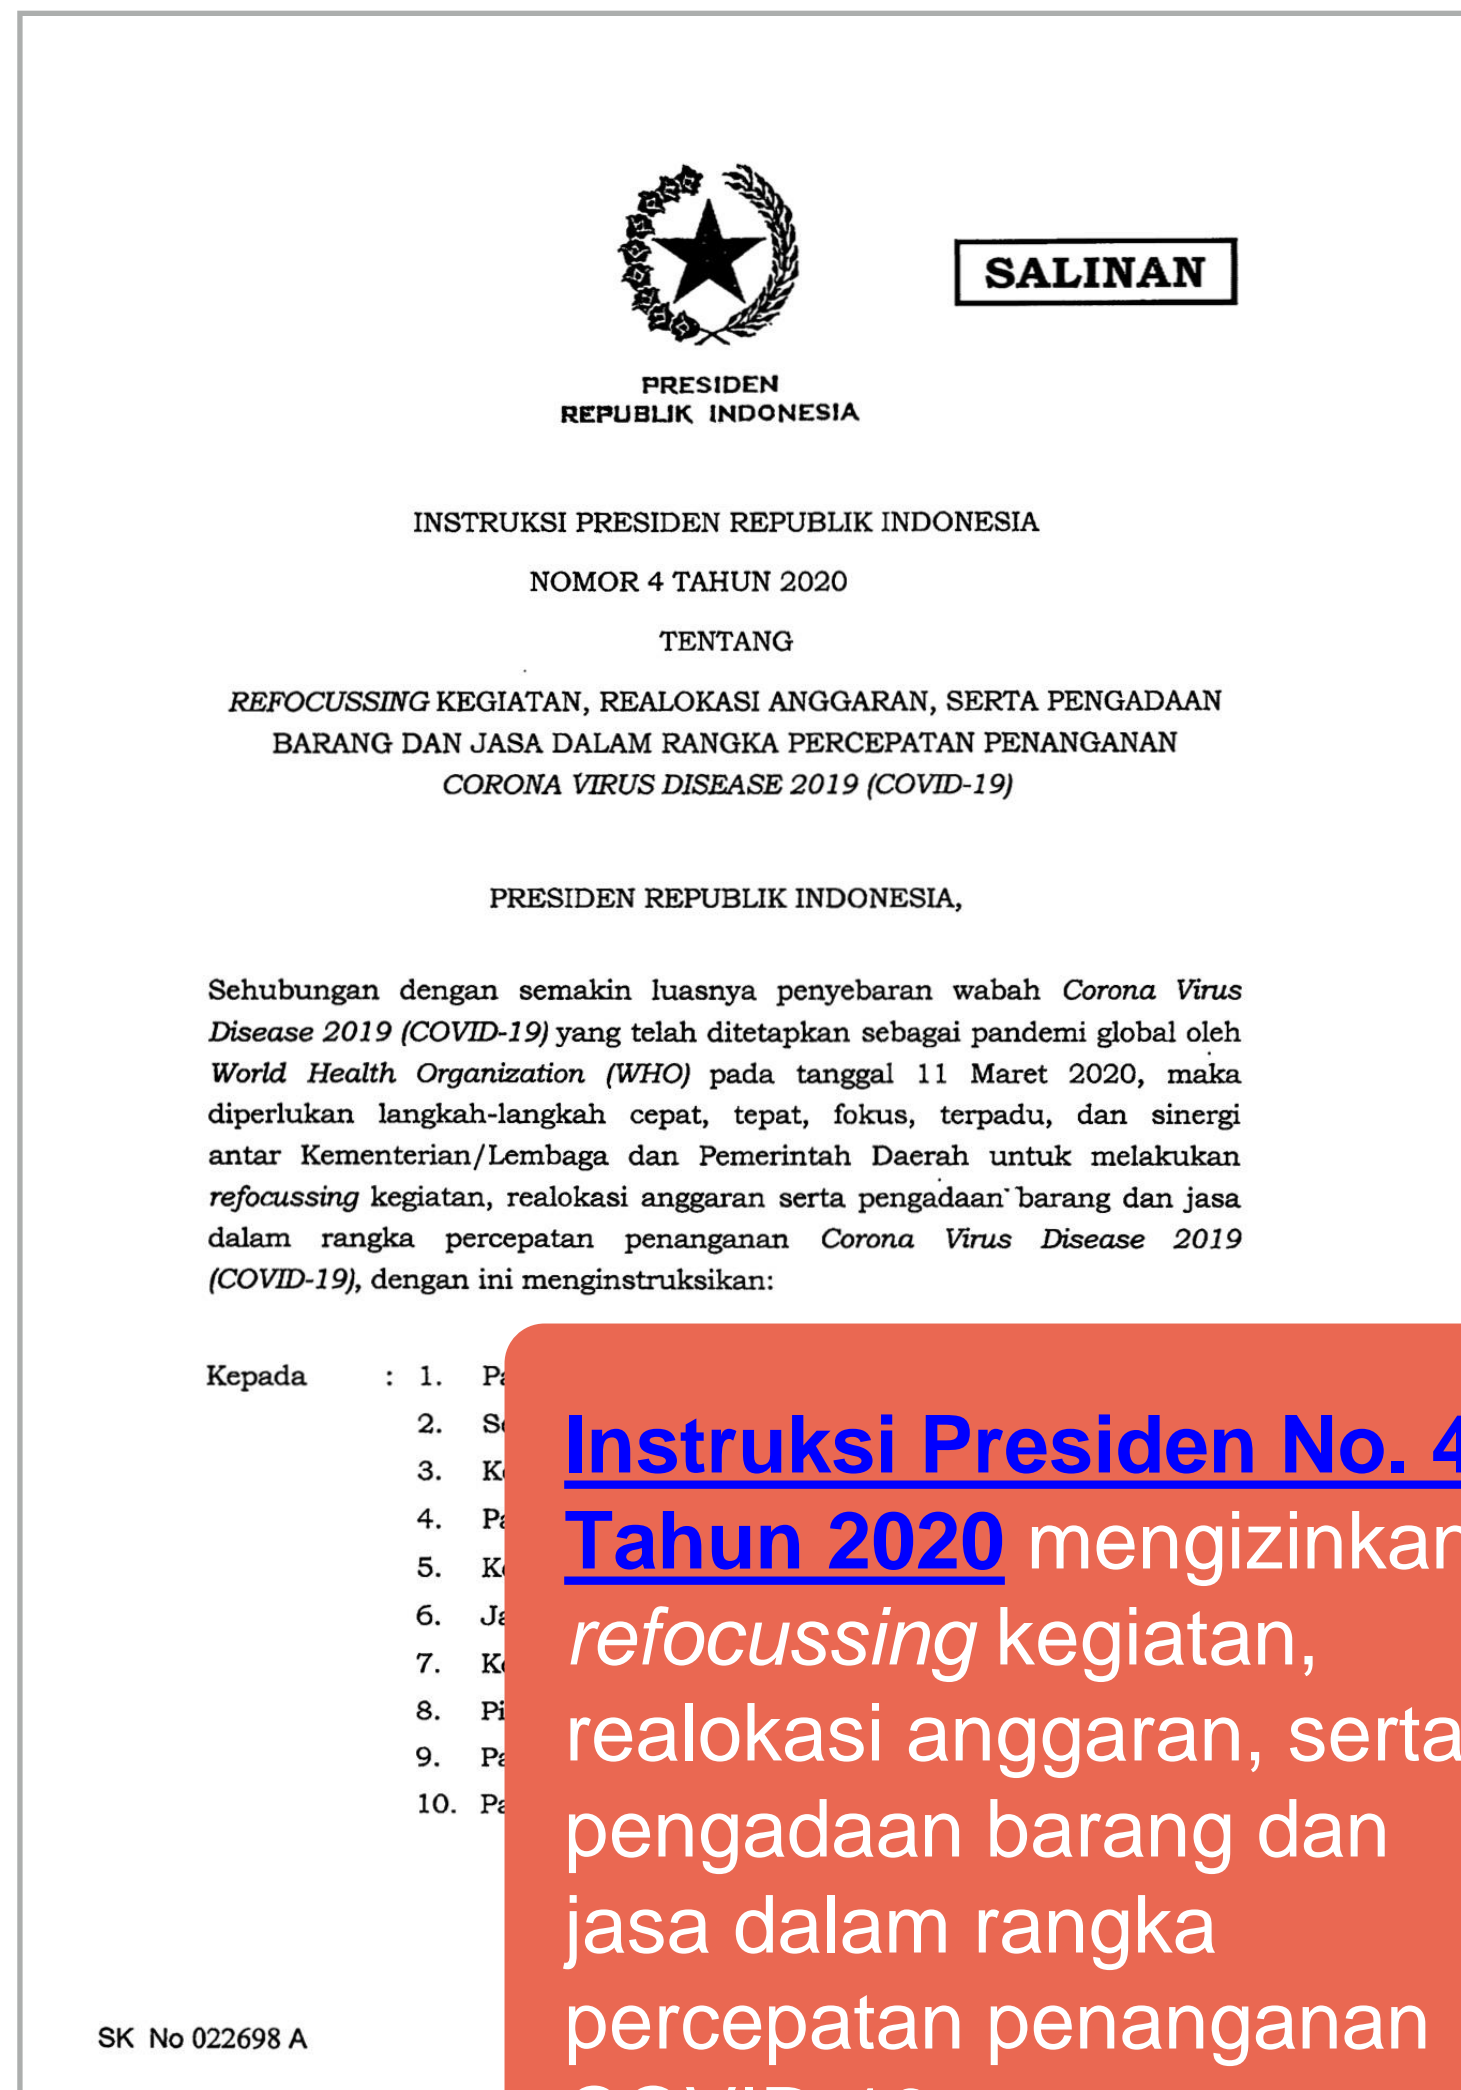 SALINAN
PRESIDEN
REPUBLIK INDONESIA
INSTRUKSI PRESIDEN REPUBLIK INDONESIA
NOMOR 4 TAHUN 2020
TENTANG
REFOCUSSING KEGIATAN, REALOKASI ANGGARAN, SERTA PENGADAAN
BARANG DAN JASA DALAM RANGKA PERCEPATAN PENANGANAN
CORONA VIRUS DISEASE 2019 (COVID-19)
PRESIDEN REPUBLIK INDONESIA,
Sehubungan dengan semakin luasnya penyebaran wabah Corona Virus
Disease 2019 (COVID-19) yang telah ditetapkan sebagai pandemi global oleh
World Health Organization (WHO) pada tanggal 11 Maret 2020, maka
diperlukan langkah-langkah cepat, tepat, fokus, terpadu, dan sinergi
antar Kementerian/Lembaga dan Pemerintah Daerah untuk melakukan
refocussing kegiatan, realokasi anggaran serta pengadaan barang dan jasa
dalam rangka percepatan penanganan Corona Virus Disease 2019
(COVID-19), dengan ini menginstruksikan:
Kepada : 1.
2.
3.
4.
5.
6.
7.
8.
9.
10.
Instruksi Presiden No. 4
Tahun 2020 mengizinkan
refocussing kegiatan,
realokasi anggaran, serta
pengadaan barang dan
jasa dalam rangka
percepatan penanganan
SK No 022698 A